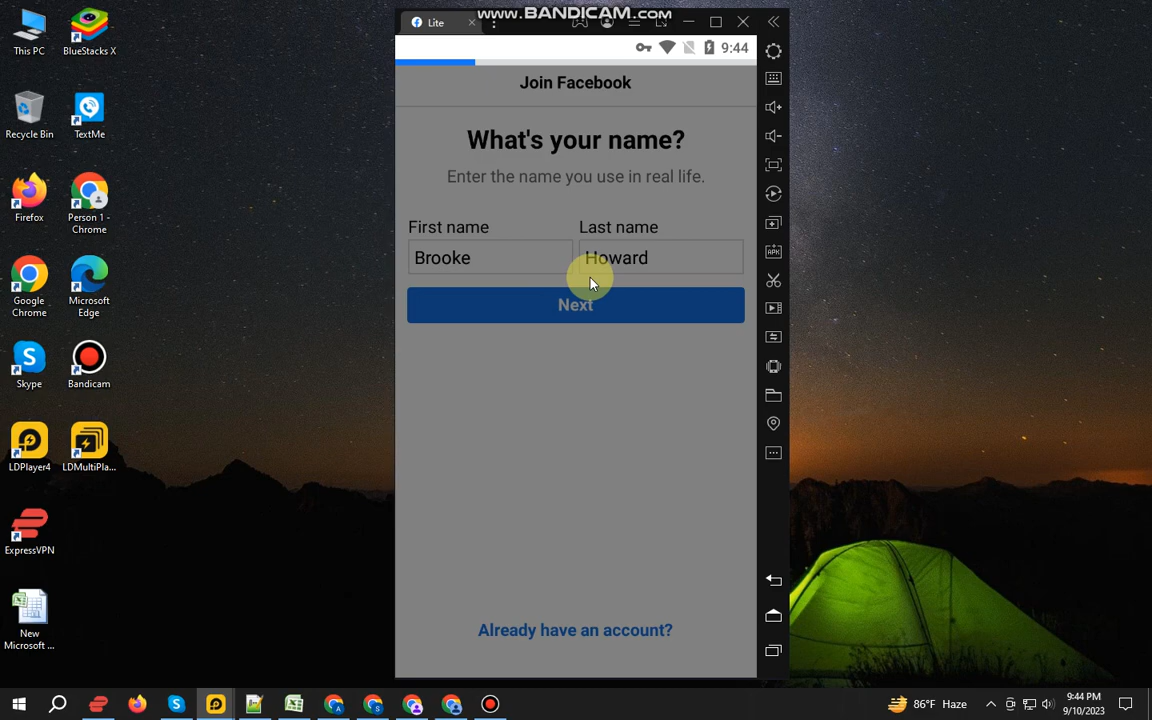 www.BANDICAM.com
Lite
9:44
Join Facebook
What's your name?
Enter the name you use in real life.
First name
Last name
Brooke
Howard
Next
Already have an account?
This PC
BlueStacks X
Recycle Bin
TextMe
Firefox
Person 1 -
Chrome
Google
Chrome
Microsoft
Edge
Skype
Bandicam
LDPlayer4
LDMultiPla...
ExpressVPN
New
Microsoft ...
APK
86°F Haze
9:44 PM
9/10/2023